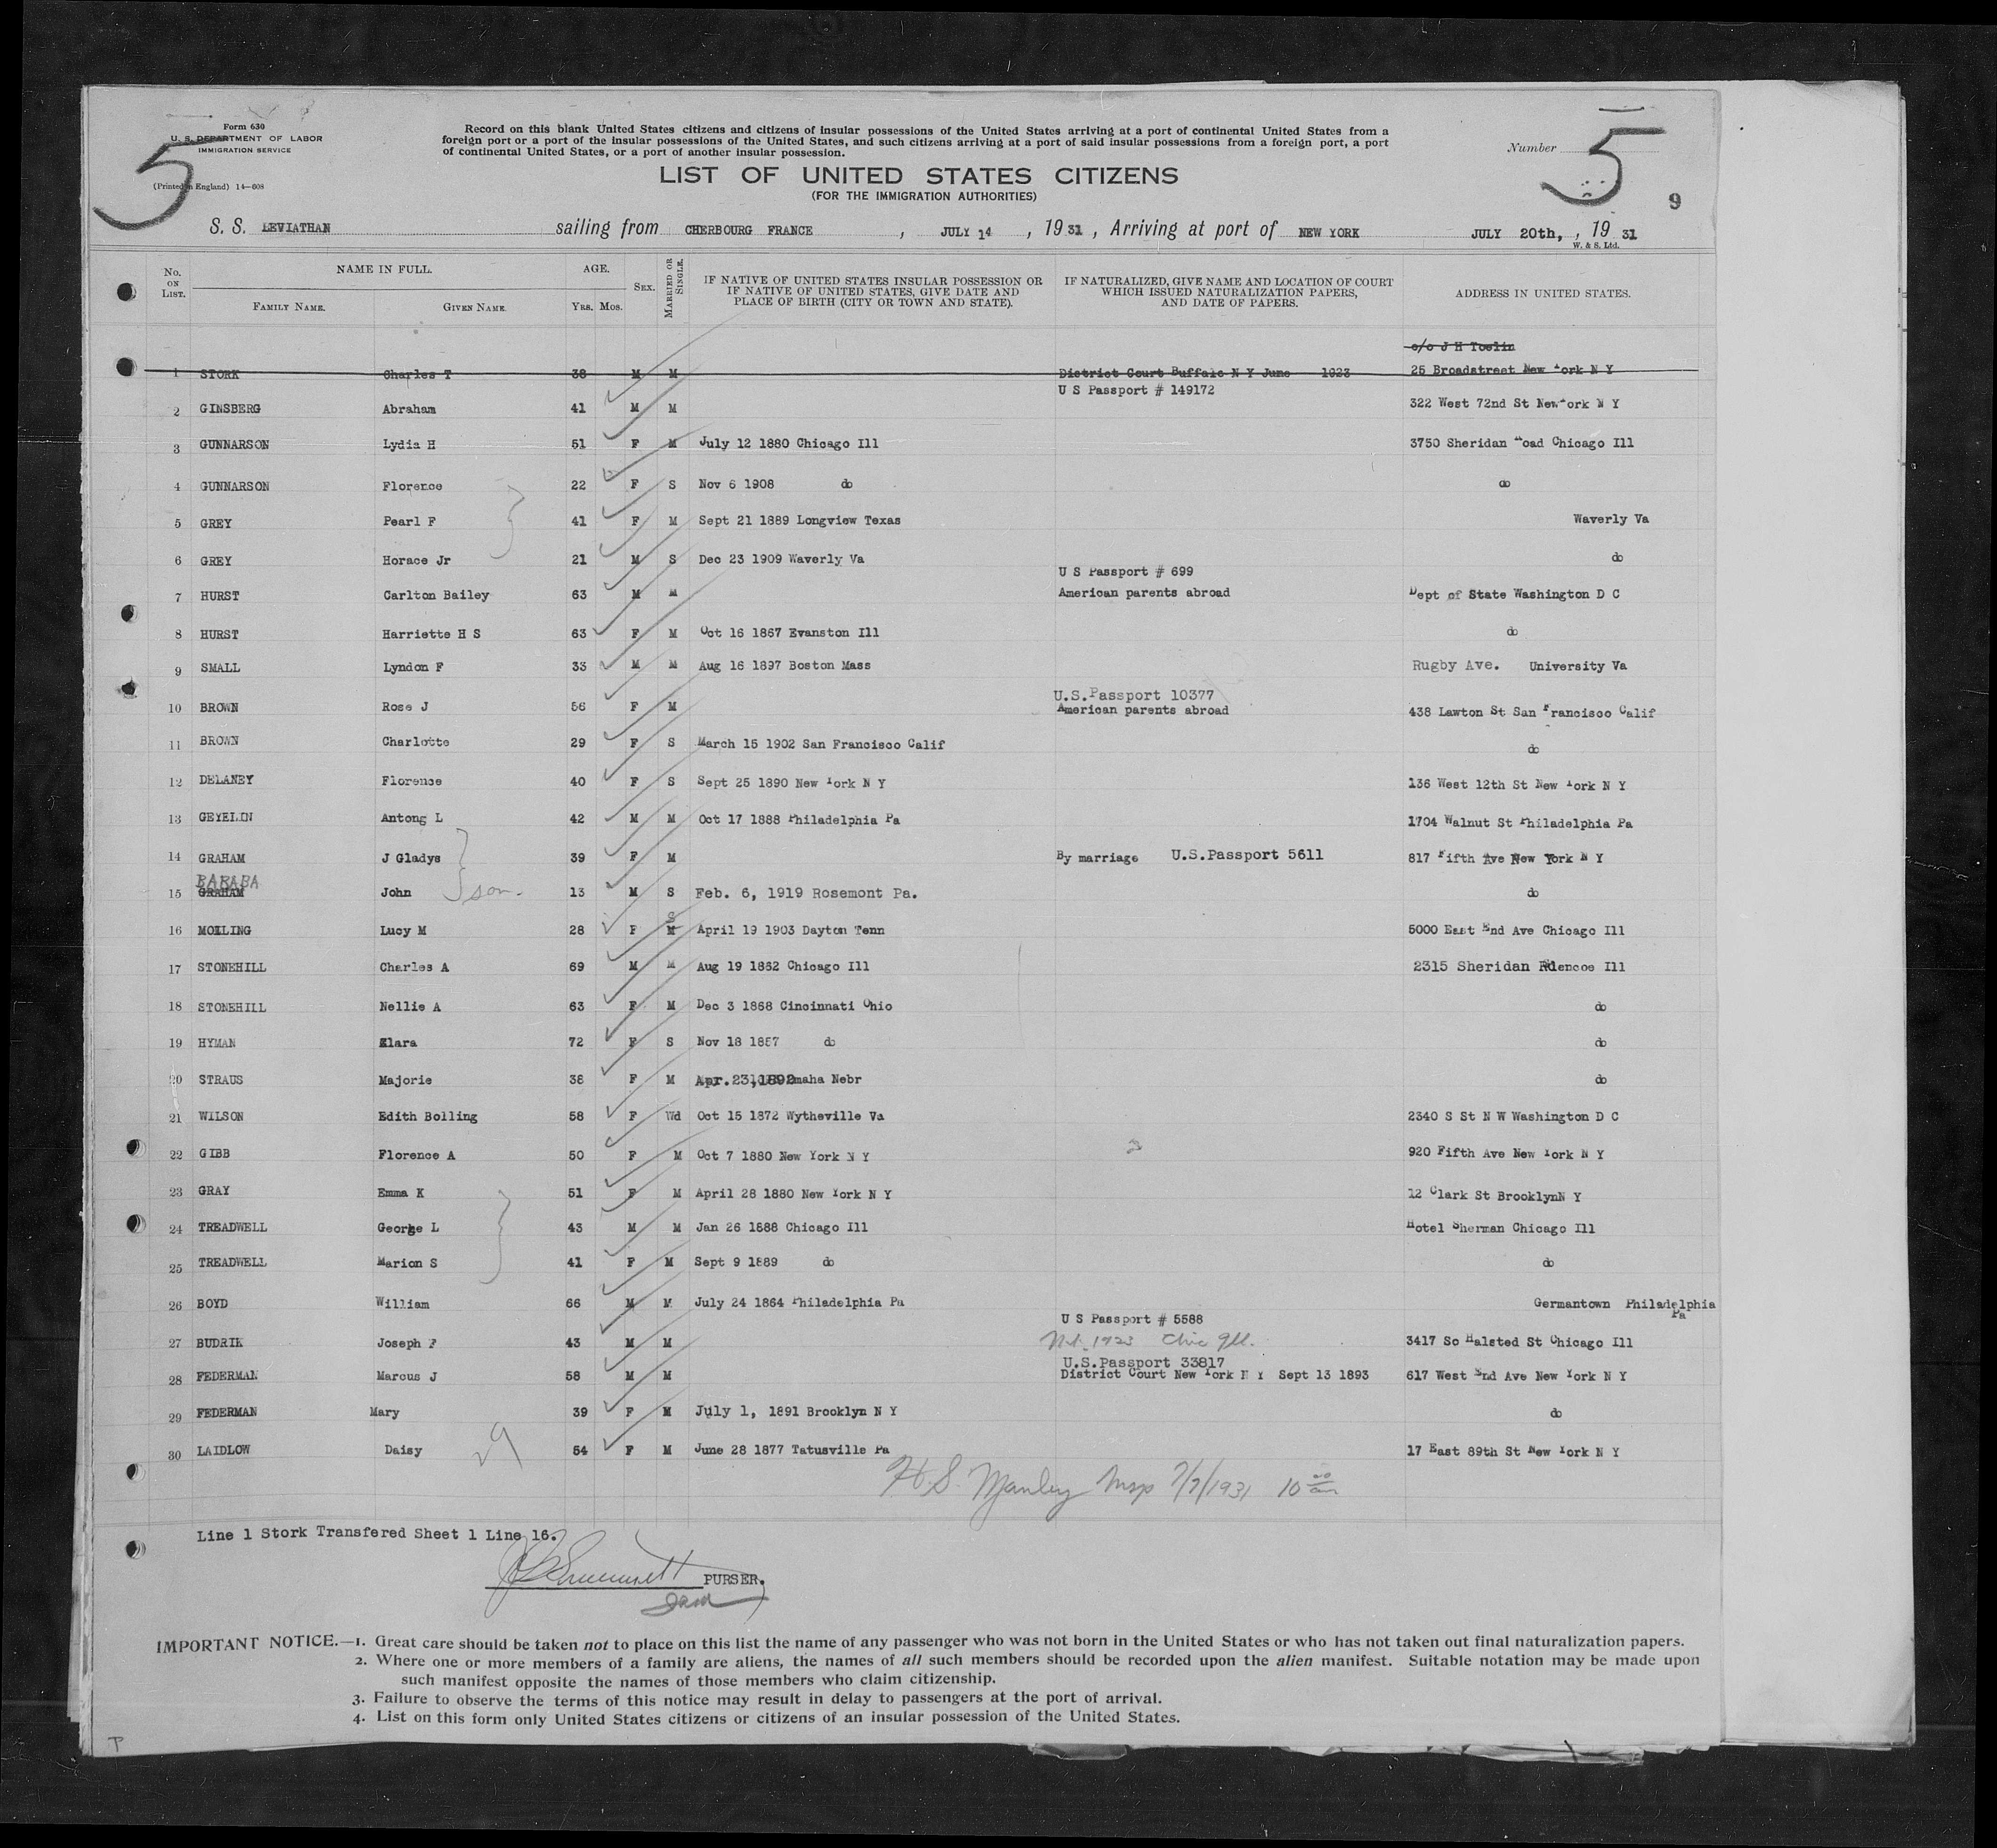 Form 630
U. S. DEPARTMENT OF LABOR
IMMIGRATION SERVICE
(Printed in England) 14—608
5
Record on this blank United States citizens and citizens of insular possessions of the United States arriving at a port of continental United States from a
foreign port or a port of the insular possessions of the United States, and such citizens arriving at a port of said insular possessions from a foreign port, a port
of continental United States, or a port of another insular possession.
LIST OF UNITED STATES CITIZENS
(FOR THE IMMIGRATION AUTHORITIES)
Number 5
9
S. S. LEVIATHAN sailing from CHERBOURG FRANCE , JULY 14 , 19 31 , Arriving at port of NEW YORK JULY 20th, , 19 31
W. & S. Ltd.
No. ON LIST. NAME IN FULL. FAMILY NAME. GIVEN NAME. AGE. YRS. MOS. SEX. MARRIED OR SINGLE. IF NATIVE OF UNITED STATES INSULAR POSSESSION OR IF NATIVE OF UNITED STATES, GIVE DATE AND PLACE OF BIRTH (CITY OR TOWN AND STATE). IF NATURALIZED, GIVE NAME AND LOCATION OF COURT WHICH ISSUED NATURALIZATION PAPERS, AND DATE OF PAPERS. ADDRESS IN UNITED STATES.
c/o J H Toelin
1 STORK Charles T 38 M M District Court Buffalo N Y June 1923 25 Broadstreet New York N Y
U S Passport # 149172
2 GINSBERG Abraham 41 M M 322 West 72nd St New York N Y
3 GUNNARSON Lydia H 51 F M July 12 1880 Chicago Ill 3750 Sheridan Road Chicago Ill
4 GUNNARSON Florence 22 F S Nov 6 1908 do do
5 GREY Pearl F 41 F M Sept 21 1889 Longview Texas Waverly Va
6 GREY Horace Jr 21 M S Dec 23 1909 Waverly Va do
U S Passport # 699
7 HURST Carlton Bailey 63 M M American parents abroad Dept of State Washington D C
8 HURST Harriette H S 63 F M Oct 16 1867 Evanston Ill do
9 SMALL Lyndon F 33 M M Aug 16 1897 Boston Mass Rugby Ave. University Va
U.S.Passport 10377
10 BROWN Rose J 56 F M American parents abroad 438 Lawton St San Francisco Calif
11 BROWN Charlotte 29 F S March 15 1902 San Francisco Calif do
12 DELANEY Florence 40 F S Sept 25 1890 New York N Y 136 West 12th St New York N Y
13 GEYELIN Antong L 42 M M Oct 17 1888 Philadelphia Pa 1704 Walnut St Philadelphia Pa
14 GRAHAM J Gladys 39 F M By marriage U.S.Passport 5611 817 Fifth Ave New York N Y
BARABA
15 GRAHAM John son. 13 M S Feb. 6, 1919 Rosemont Pa. do
S
16 MOLLING Lucy M 28 F M April 19 1903 Dayton Tenn 5000 East End Ave Chicago Ill
17 STONEHILL Charles A 69 M M Aug 19 1862 Chicago Ill 2315 Sheridan Rdencoe Ill
18 STONEHILL Nellie A 63 F M Dec 3 1868 Cincinnati Ohio do
19 HYMAN Clara 72 F S Nov 18 1857 do do
20 STRAUS Majorie 38 F M Apr.23,1892maha Nebr do
21 WILSON Edith Bolling 58 F Wd Oct 15 1872 Wytheville Va 2340 S St N W Washington D C
22 GIBB Florence A 50 F M Oct 7 1880 New York N Y 920 Fifth Ave New York N Y
23 GRAY Emma K 51 F M April 28 1880 New York N Y 12 Clark St BrooklynN Y
24 TREADWELL George L 43 M M Jan 26 1888 Chicago Ill Hotel Sherman Chicago Ill
25 TREADWELL Marion S 41 F M Sept 9 1889 do do
26 BOYD William 66 M M July 24 1864 Philadelphia Pa Germantown Philadelphia Pa
U S Passport # 5588
27 BUDRIK Joseph F 43 M M Nat. 1923 Chic Ill. 3417 So Halsted St Chicago Ill
U.S.Passport 33817
28 FEDERMAN Marcus J 58 M M District Court New York N Y Sept 13 1893 617 West End Ave New York N Y
29 FEDERMAN Mary 39 F M July 1, 1891 Brooklyn N Y do
30 LAIDLOW Daisy 54 F M June 28 1877 Tatusville Pa 17 East 89th St New York N Y
29
H. S. Manley Insp 7/7/1931 10 00 am
Line 1 Stork Transfered Sheet 1 Line 16.
PURSER.
IMPORTANT NOTICE.—1. Great care should be taken not to place on this list the name of any passenger who was not born in the United States or who has not taken out final naturalization papers.
2. Where one or more members of a family are aliens, the names of all such members should be recorded upon the alien manifest. Suitable notation may be made upon
such manifest opposite the names of those members who claim citizenship.
3. Failure to observe the terms of this notice may result in delay to passengers at the port of arrival.
4. List on this form only United States citizens or citizens of an insular possession of the United States.